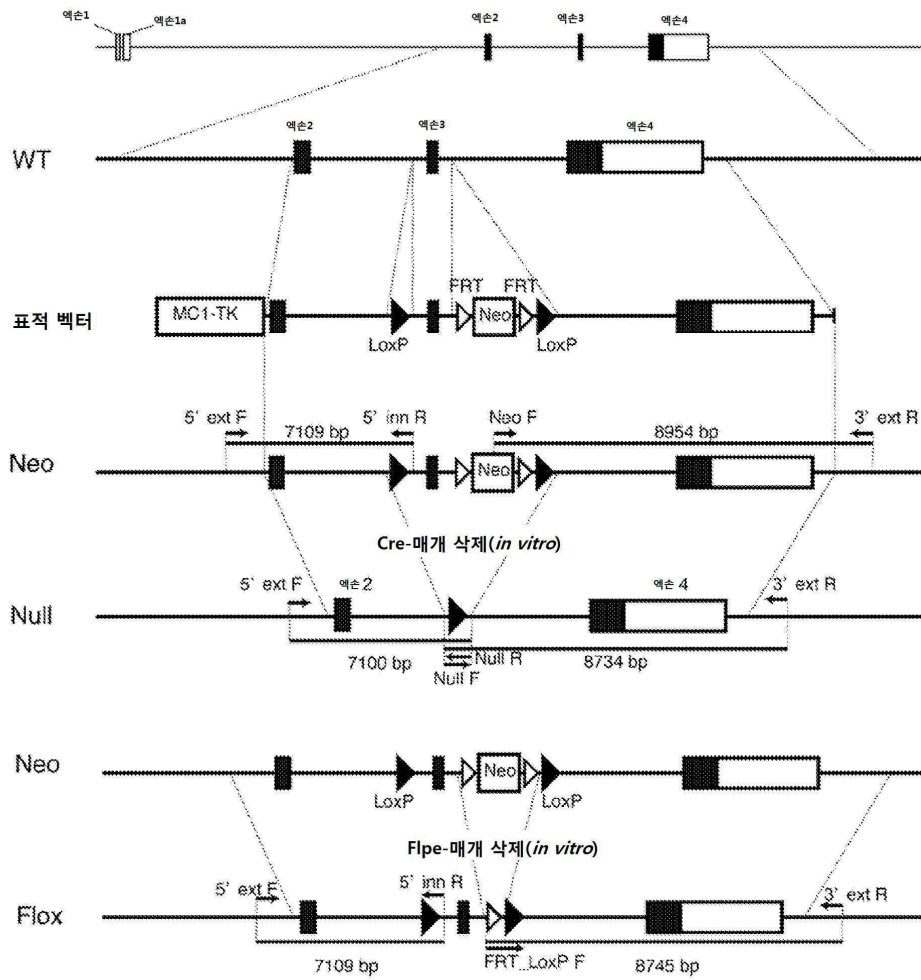 엑손1 엑손1a 엑손2 엑손3 엑손4
엑손2 엑손3 엑손4
WT
FRT FRT
표적 벡터 MC1-TK Neo
LoxP LoxP
5' ext F 5' inn R Neo F 3' ext R
7109 bp 8954 bp
Neo Neo
Cre-매개 삭제(in vitro)
5' ext F 엑손2 엑손 4 3' ext R
Null
7100 bp Null R 8734 bp
Null F
Neo Neo
LoxP LoxP
Flpe-매개 삭제(in vitro)
5' ext F 5' inn R 3' ext R
Flox
7109 bp FRT_LoxP F 8745 bp